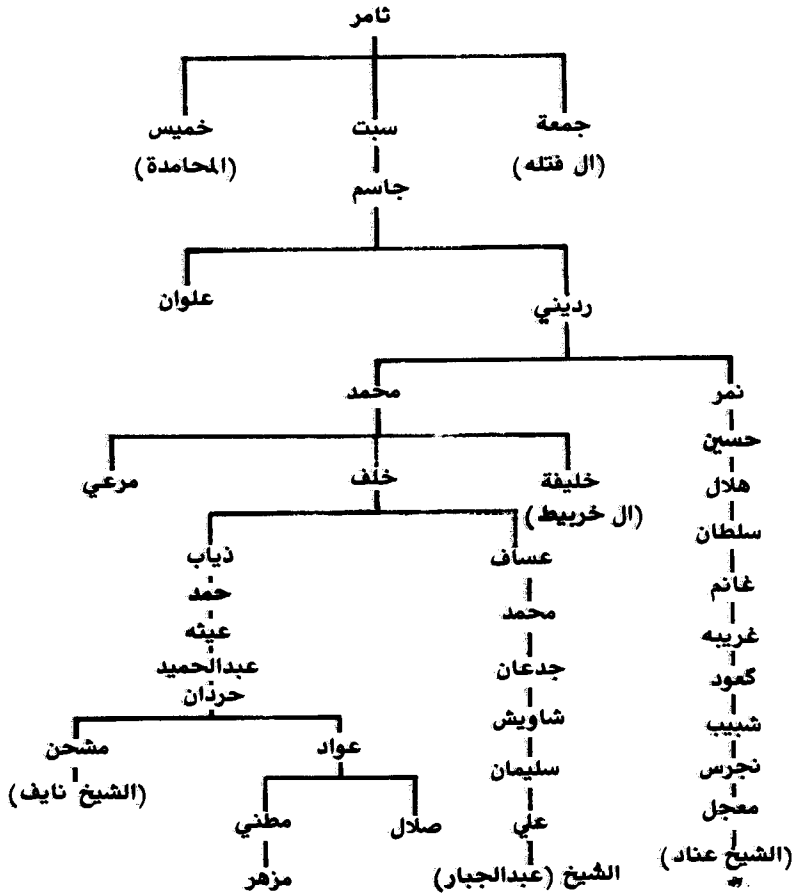 ثامر
جمعة سبت خميس
(ال فتله) (المحامدة)
جاسم
رديني علوان
نمر محمد
حسين
خليفة خلف مرعي
هلال
(ال خربيط)
سلطان
عساف ذياب
غانم
محمد حمد
غريبه عيثه
جدعان عبدالحميد
كعود
حردان
شبيب شاويش
عواد مشحن
نجرس سليمان
(الشيخ نايف)
معجل
علي صلال مطني
(الشيخ عناد)
الشيخ (عبدالجبار) مزهر